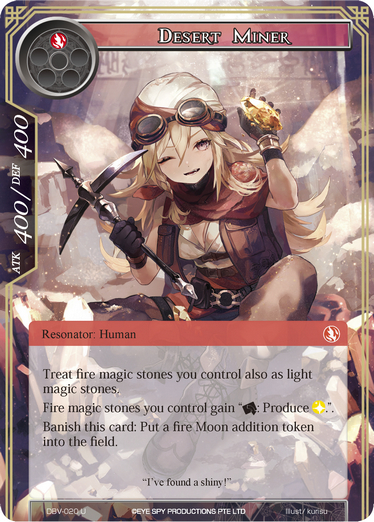 Desert Miner
ATK 400/DEF 400
Resonator: Human
Treat fire magic stones you control also as light
magic stones.
Fire magic stones you control gain “: Produce .”.
Banish this card: Put a fire Moon addition token
into the field.
“I’ve found a shiny!”
DBV-020 U ©EYE SPY PRODUCTIONS PTE LTD Illust/ kurisu